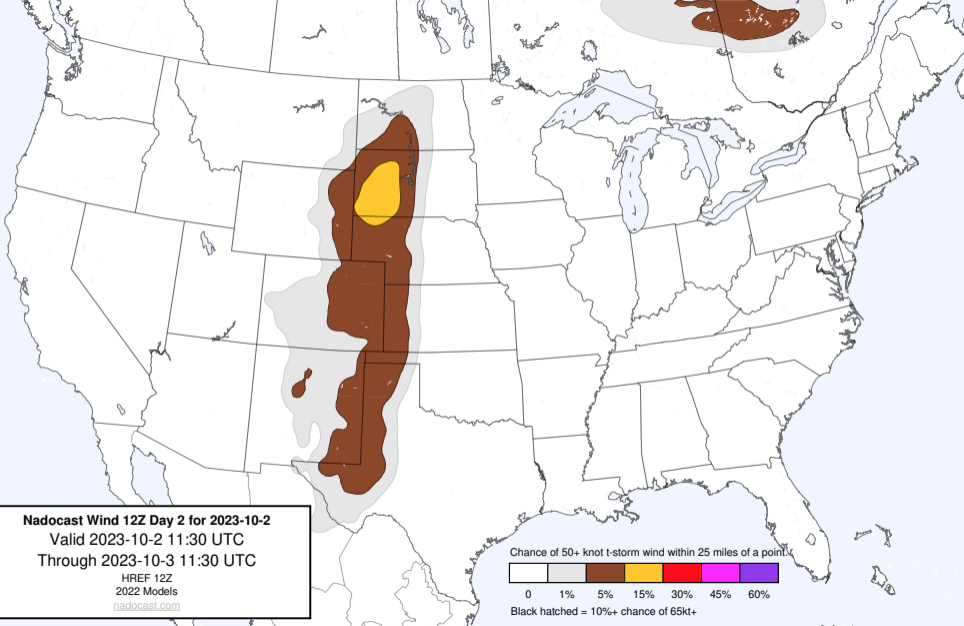 Nadocast Wind 12Z Day 2 for 2023-10-2
Valid 2023-10-2 11:30 UTC
Through 2023-10-3 11:30 UTC
HREF 12Z
2022 Models
nadocast.com
Chance of 50+ knot t-storm wind within 25 miles of a point.
0 1% 5% 15% 30% 45% 60%
Black hatched = 10%+ chance of 65kt+